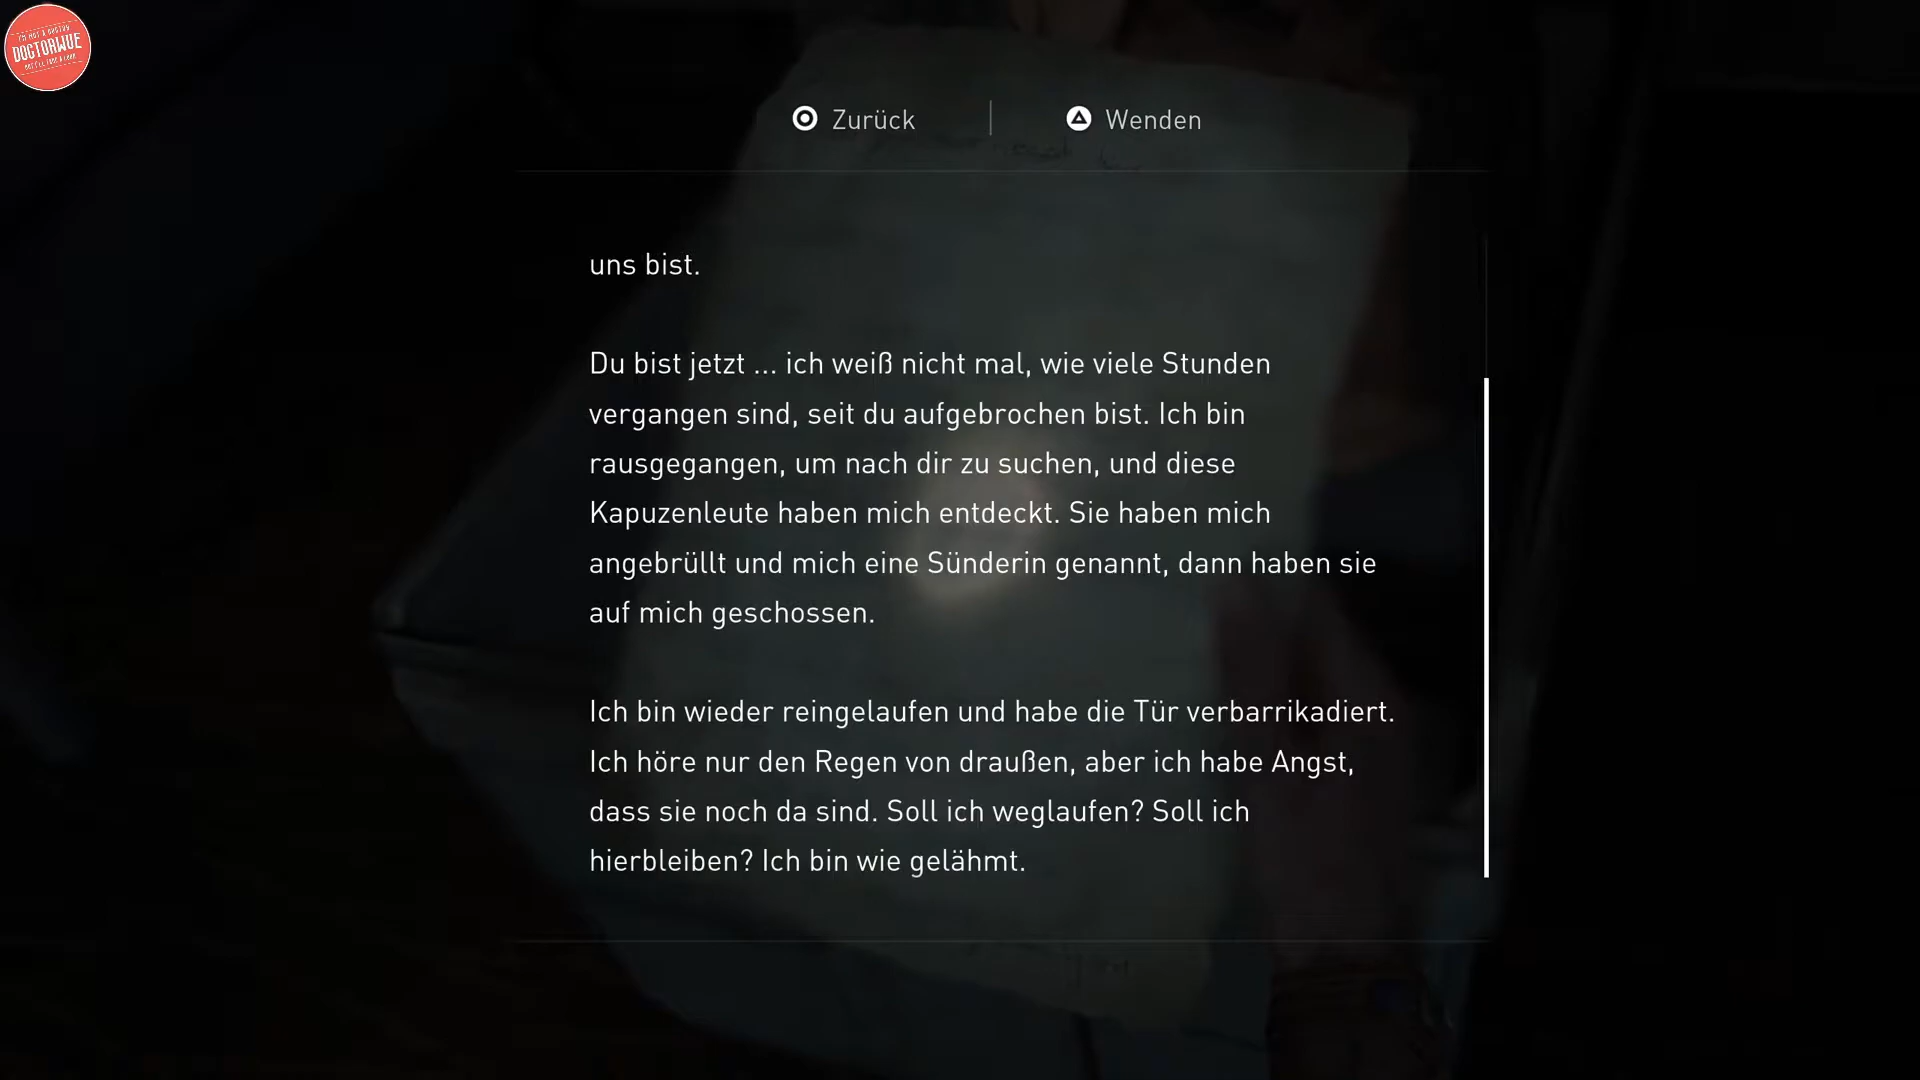 DOCTORWUE
Zurück
Wenden
uns bist.
Du bist jetzt ... ich weiß nicht mal, wie viele Stunden
vergangen sind, seit du aufgebrochen bist. Ich bin
rausgegangen, um nach dir zu suchen, und diese
Kapuzenleute haben mich entdeckt. Sie haben mich
angebrüllt und mich eine Sünderin genannt, dann haben sie
auf mich geschossen.
Ich bin wieder reingelaufen und habe die Tür verbarrikadiert.
Ich höre nur den Regen von draußen, aber ich habe Angst,
dass sie noch da sind. Soll ich weglaufen? Soll ich
hierbleiben? Ich bin wie gelähmt.